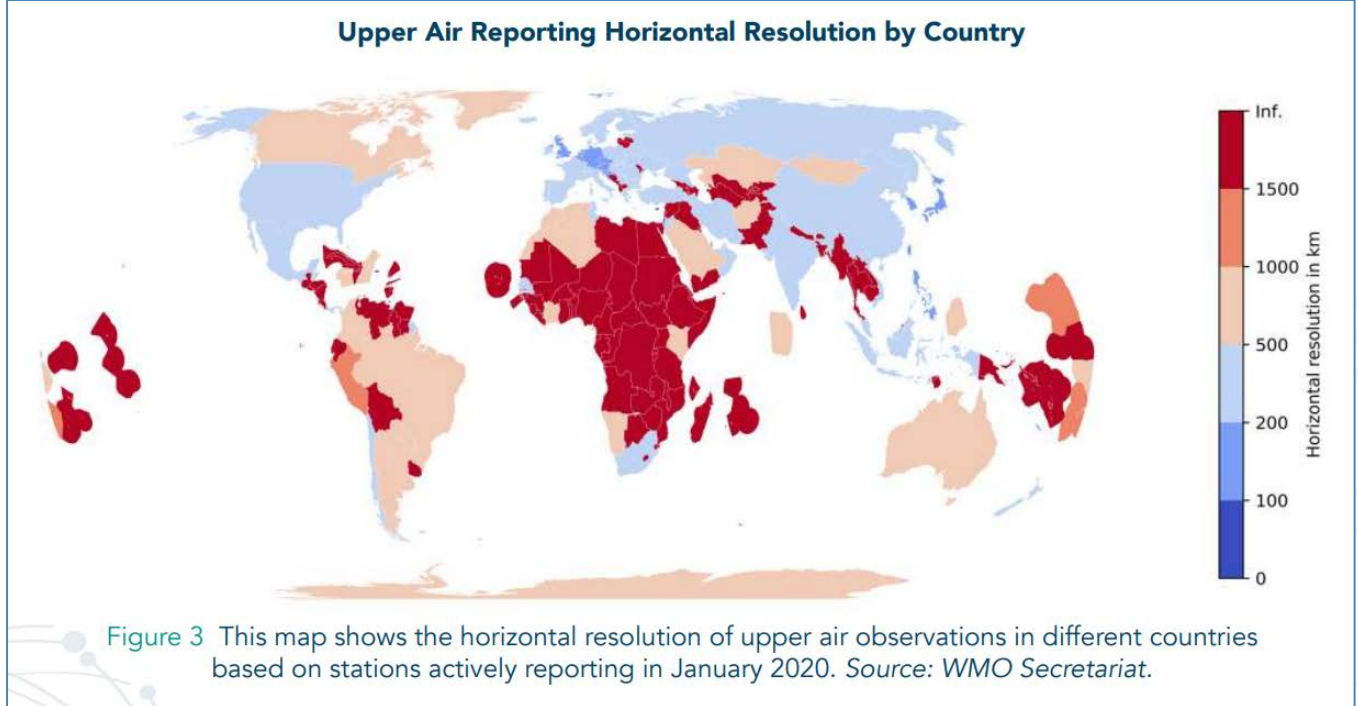 Upper Air Reporting Horizontal Resolution by Country
Inf.
1500
1000
500
200
100
0
Horizontal resolution in km
Figure 3 This map shows the horizontal resolution of upper air observations in different countries
based on stations actively reporting in January 2020. Source: WMO Secretariat.